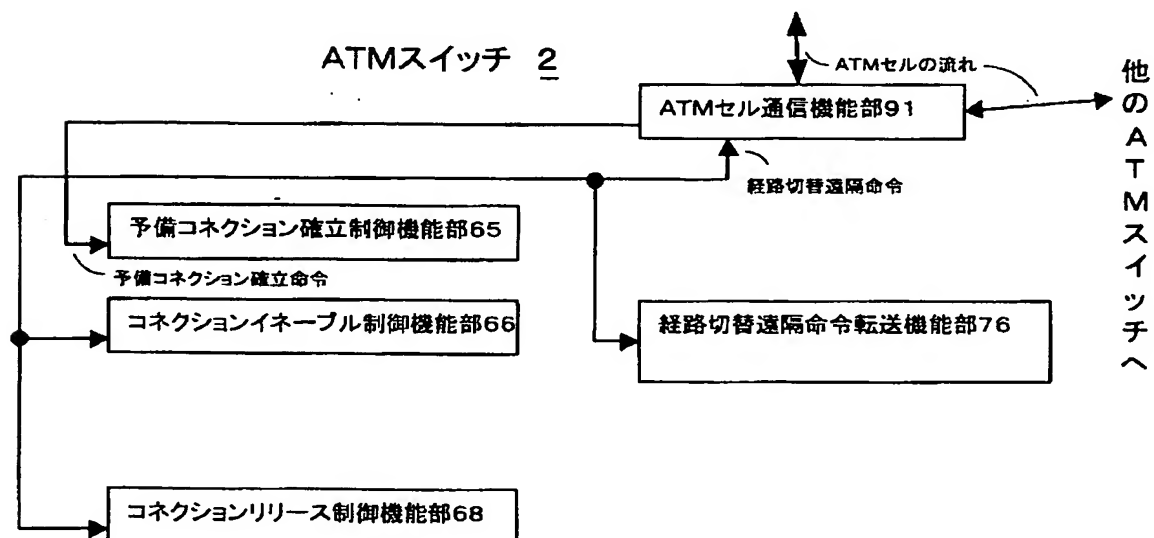 ATMスイッチ 2
ATMセルの流れ
ATMセル通信機能部91
他のATMスイッチへ
経路切替遠隔命令
予備コネクション確立制御機能部65
予備コネクション確立命令
コネクションイネーブル制御機能部66
経路切替遠隔命令転送機能部76
コネクションリリース制御機能部68